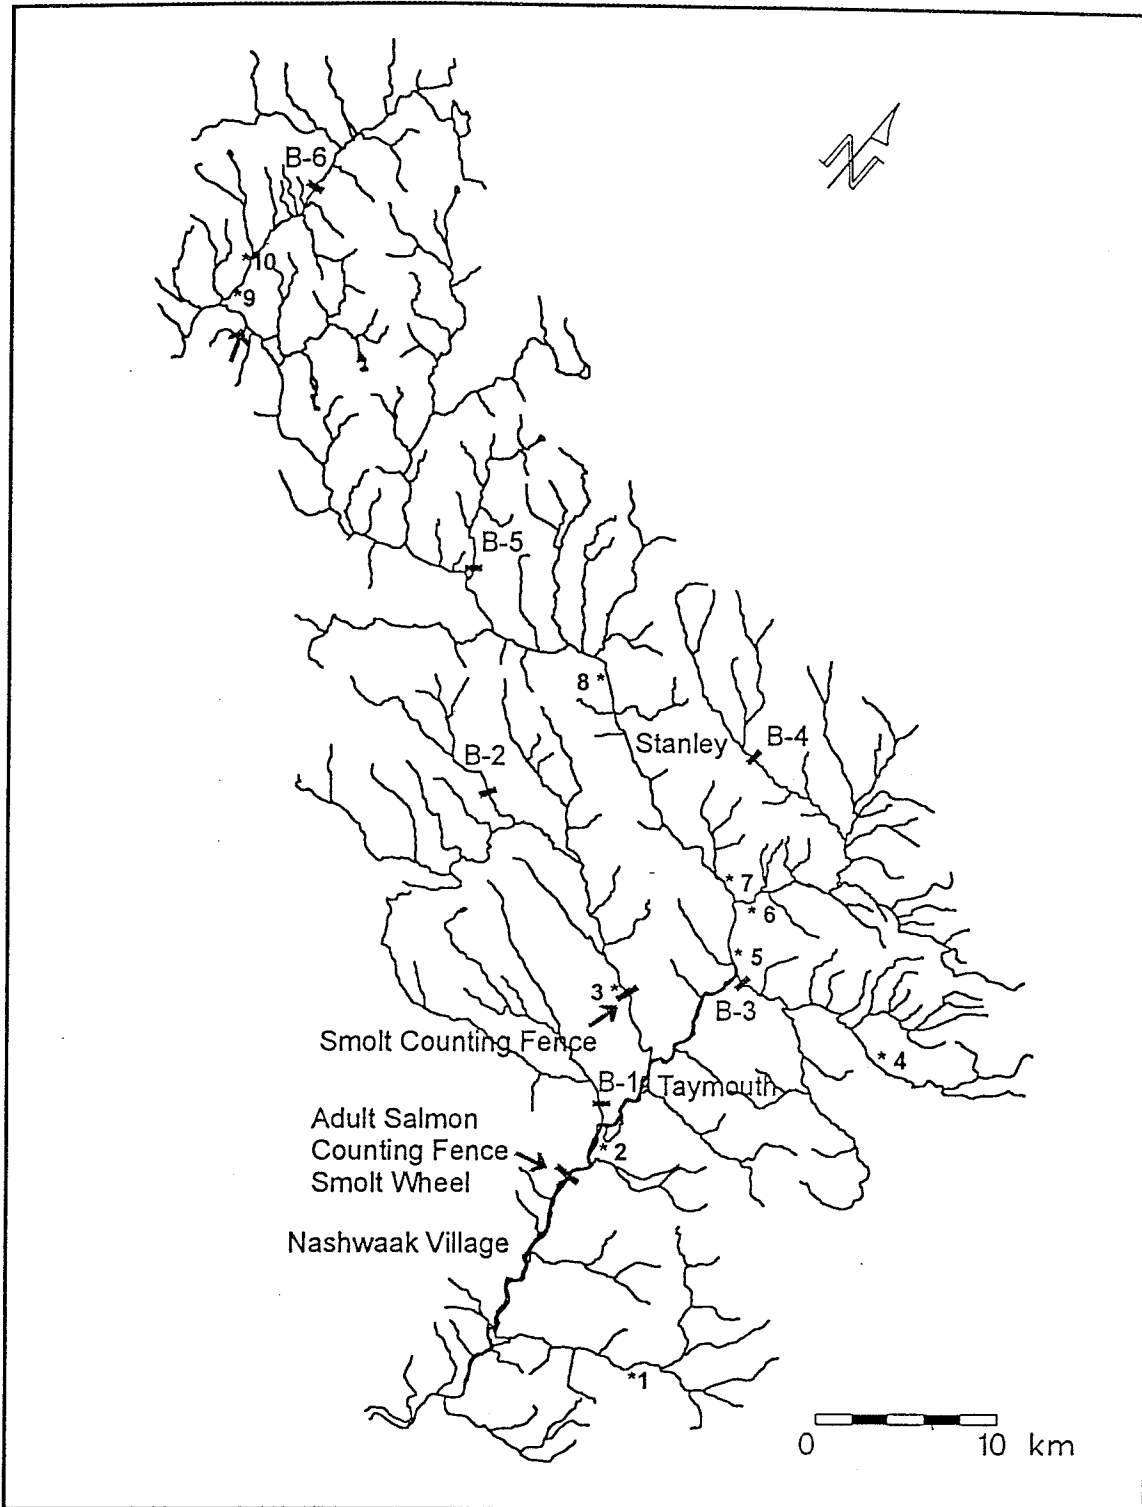 N
B-6
*10
*9
B-5
8 *
Stanley
B-4
B-2
* 7
* 6
* 5
3 *
B-3
Smolt Counting Fence
* 4
B-1
Taymouth
Adult Salmon
Counting Fence
Smolt Wheel
* 2
Nashwaak Village
*1
0 10 km